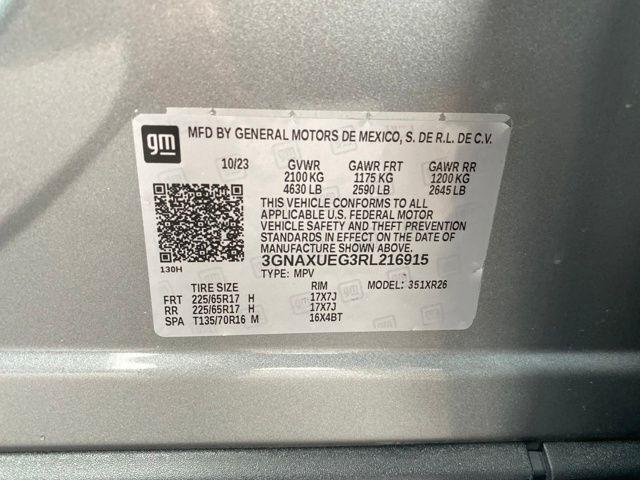 gm MFD BY GENERAL MOTORS DE MEXICO, S. DE R.L. DE C.V.
10/23 GVWR GAWR FRT GAWR RR
2100 KG 1175 KG 1200 KG
4630 LB 2590 LB 2645 LB
THIS VEHICLE CONFORMS TO ALL
APPLICABLE U.S. FEDERAL MOTOR
VEHICLE SAFETY AND THEFT PREVENTION
STANDARDS IN EFFECT ON THE DATE OF
MANUFACTURE SHOWN ABOVE.
130H 3GNAXUEG3RL216915
TYPE: MPV
TIRE SIZE RIM MODEL: 351XR26
FRT 225/65R17 H 17X7J
RR 225/65R17 H 17X7J
SPA T135/70R16 M 16X4BT